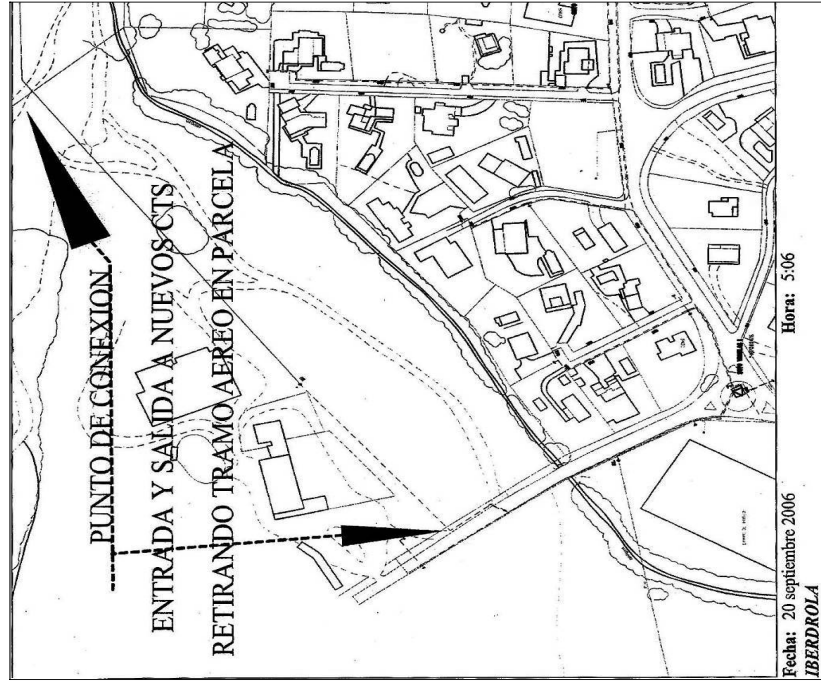 PUNTO DE CONEXION
ENTRADA Y SALIDA A NUEVOS CTS
RETIRANDO TRAMO AEREO EN PARCELA
Fecha: 20 septiembre 2006
Hora: 5:06
IBERDROLA